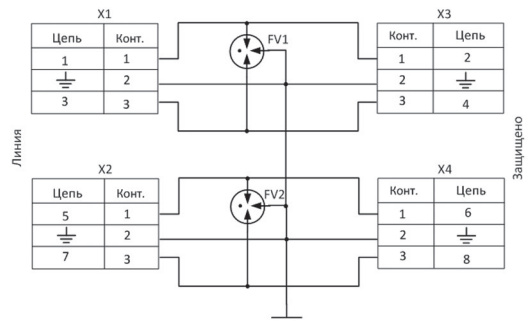 X1 X3
Цепь Конт. Конт. Цепь
FV1
1 1 1 2
2 2
3 3 3 4
Линия
Защищено
X2 X4
Цепь Конт. Конт. Цепь
FV2
5 1 1 6
2 2
7 3 3 8